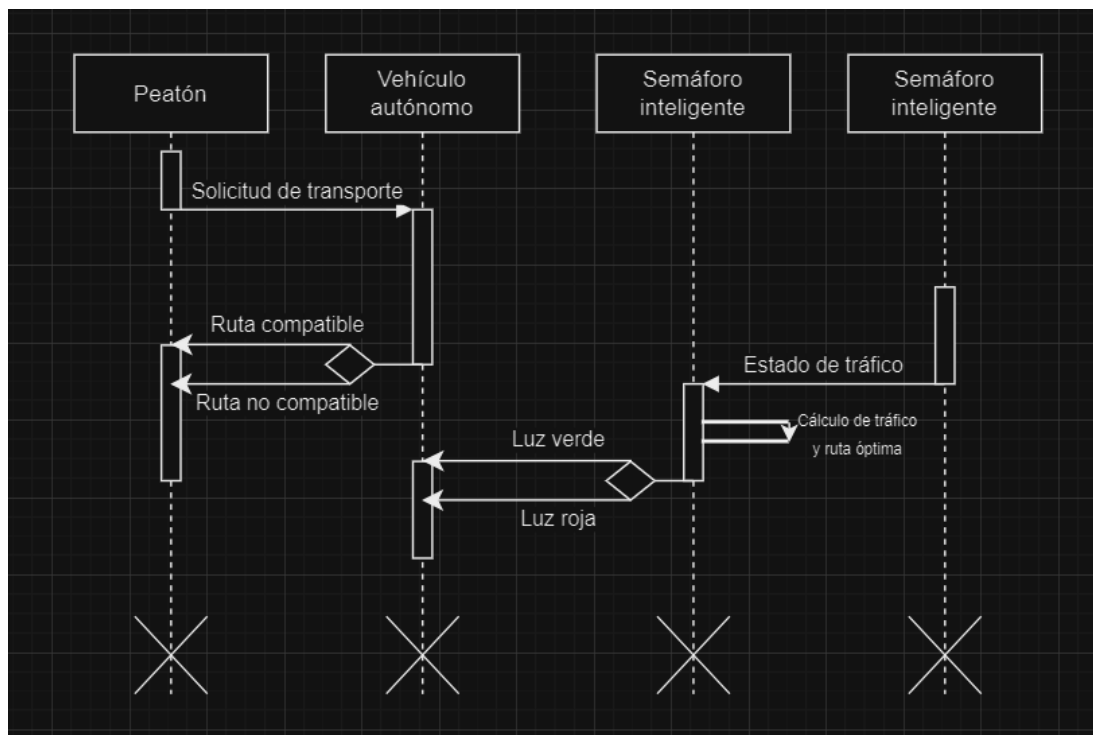 Peatón
Vehículo
autónomo
Semáforo
inteligente
Semáforo
inteligente
Solicitud de transporte
Ruta compatible
Ruta no compatible
Estado de tráfico
Cálculo de tráfico
y ruta óptima
Luz verde
Luz roja